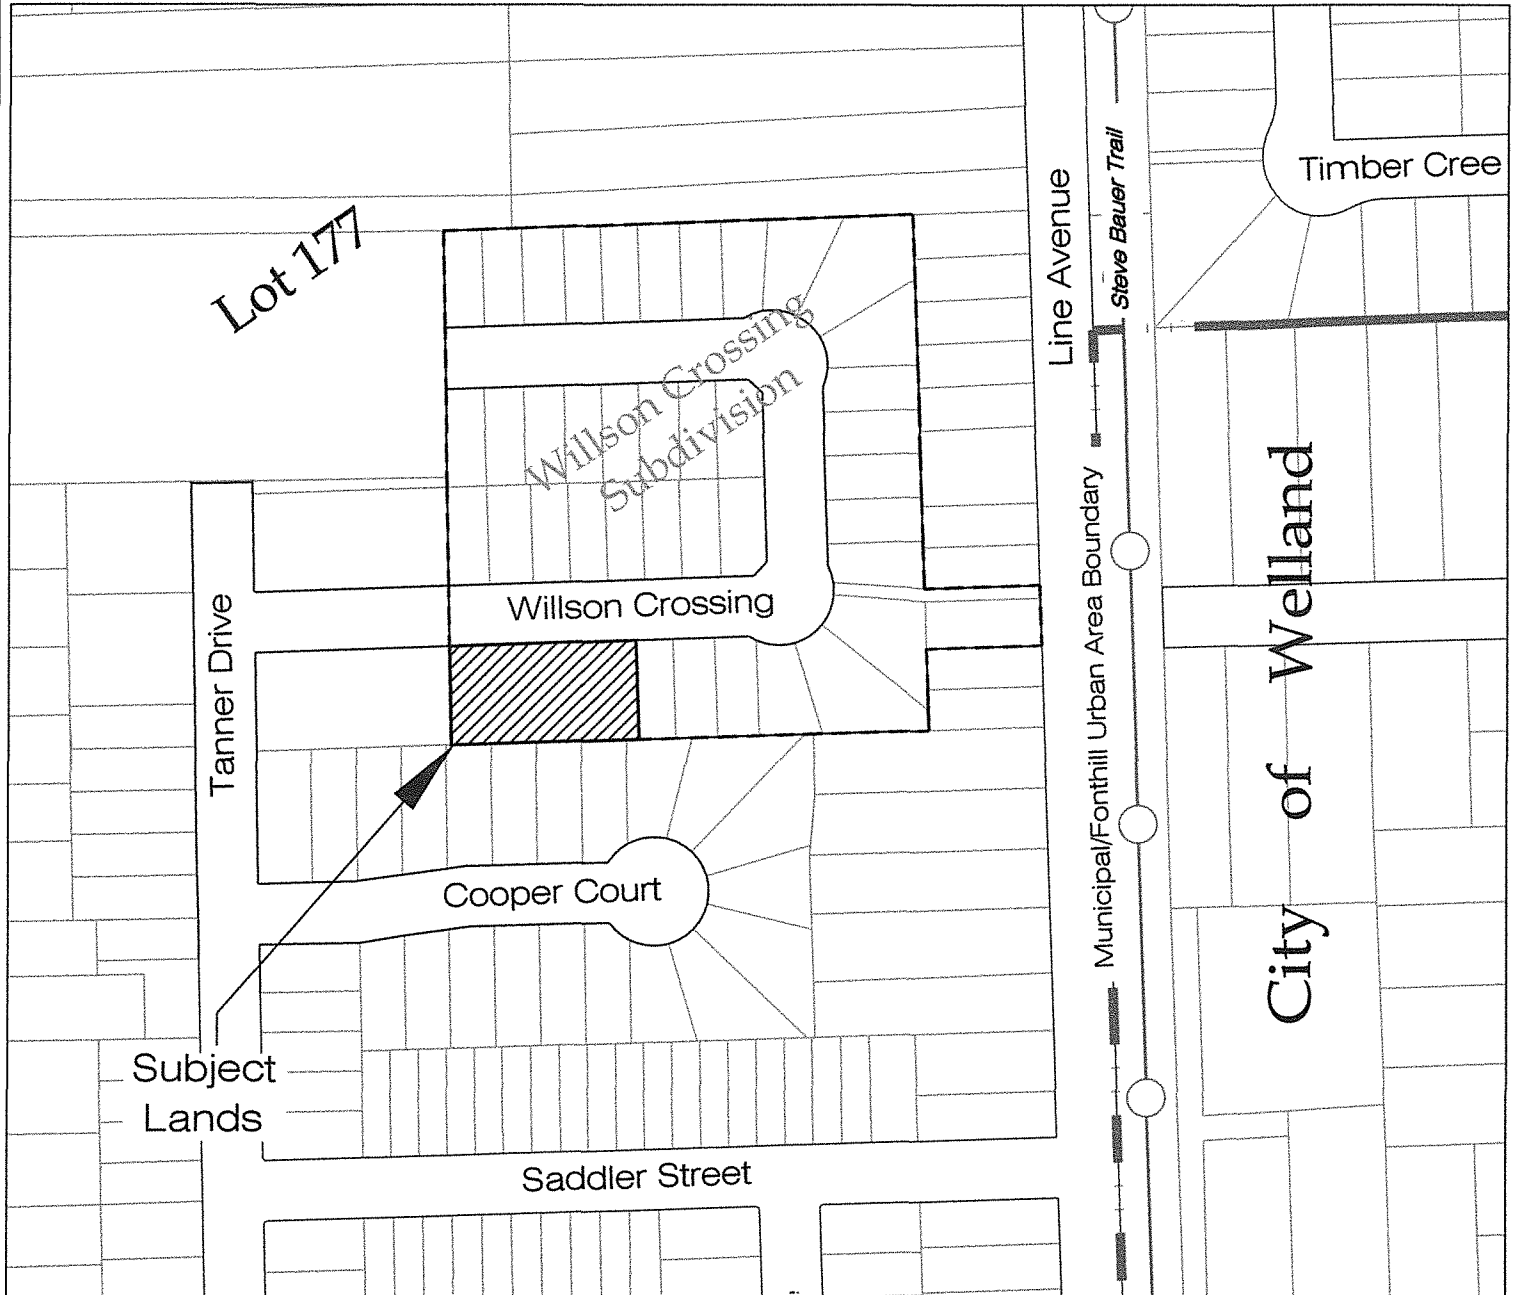 Timber Cree
Steve Bauer Trail
Line Avenue
Lot 177
Willson Crossing
Subdivision
Willson Crossing
Tanner Drive
Municipal/Fonthill Urban Area Boundary
City of Welland
Cooper Court
Subject
Lands
Saddler Street